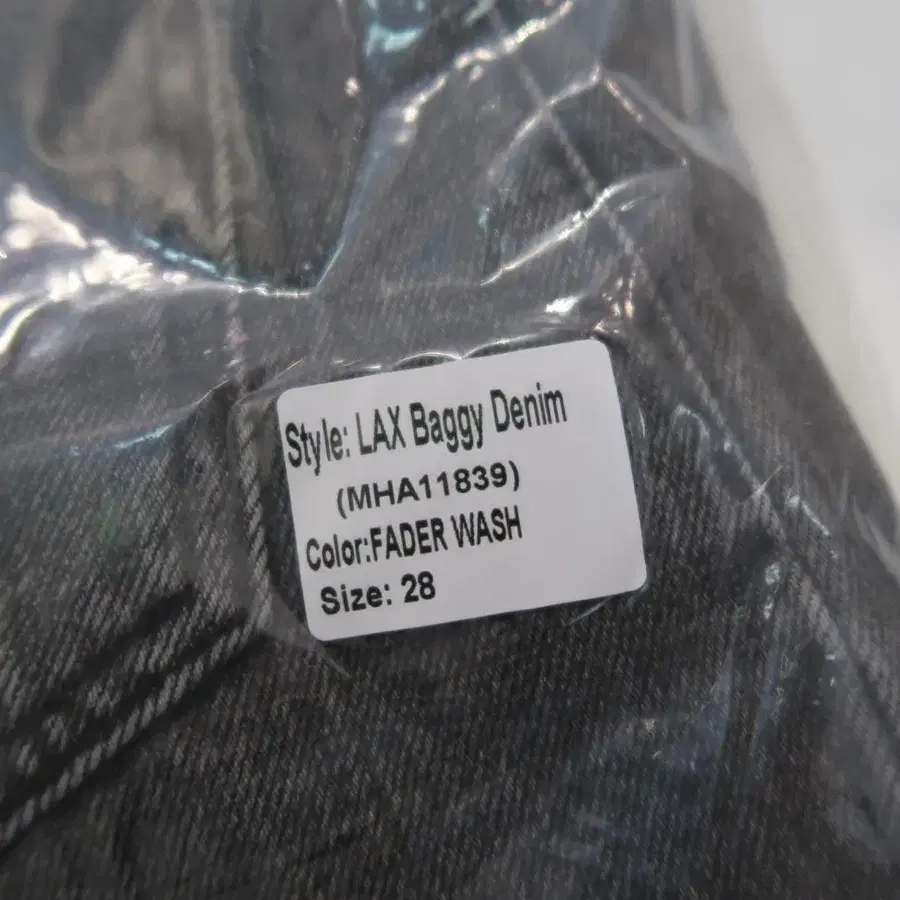 Style: LAX Baggy Denim
(MHA11839)
Color:FADER WASH
Size: 28